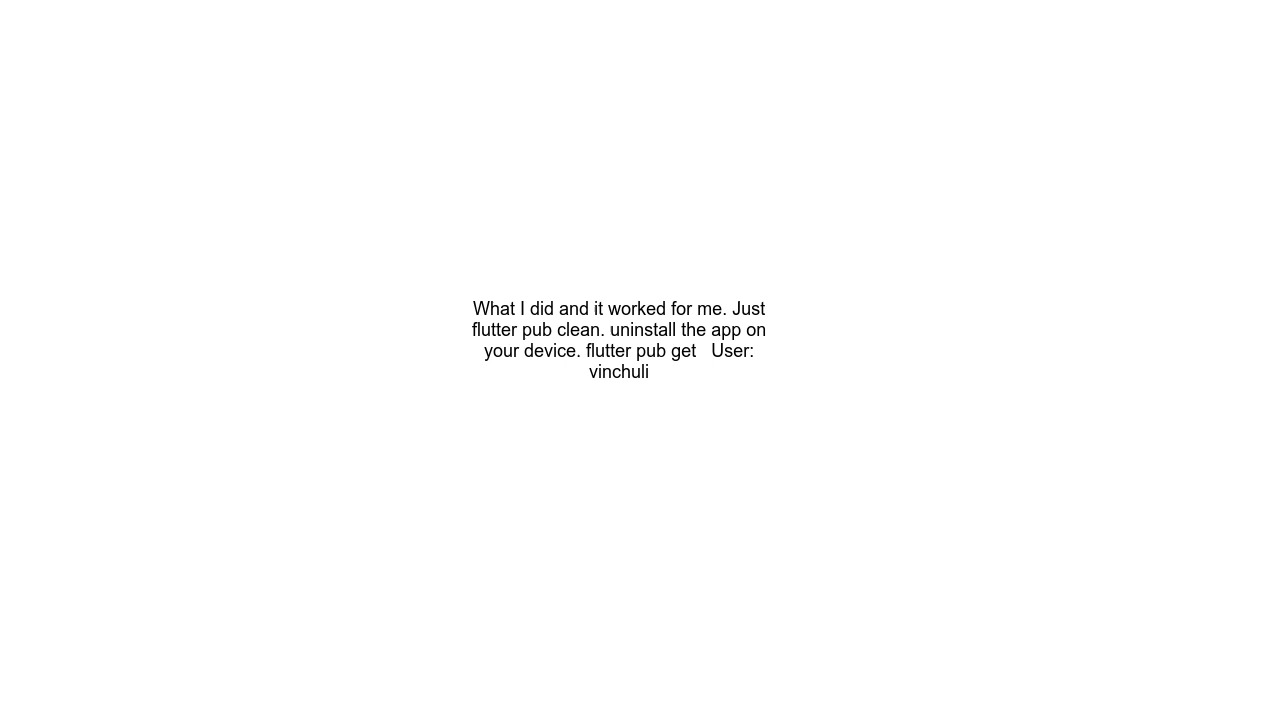 What I did and it worked for me. Just
flutter pub clean. uninstall the app on
your device. flutter pub get   User:
vinchuli